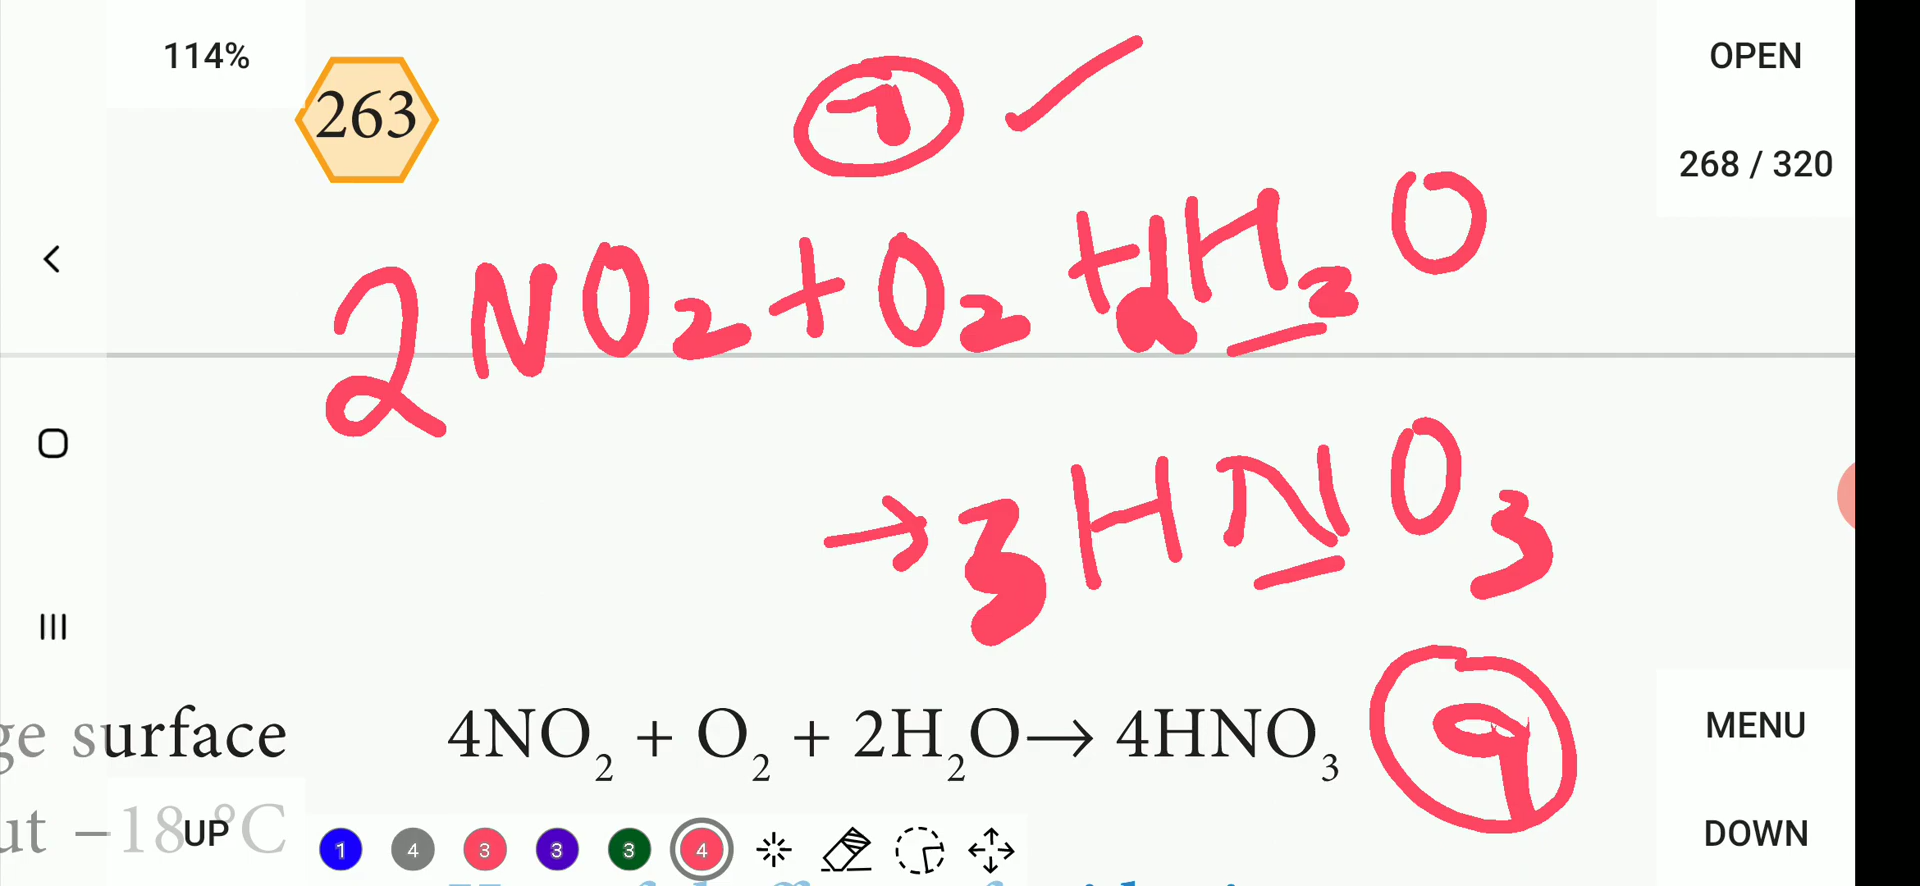 114%
263
OPEN
268 / 320
2NO₂ + O₂ + H₂O
→ 3HNO₃
ge surface
4NO₂ + O₂ + 2H₂O → 4HNO₃
9
MENU
ut –18 °C
UP
1 4 3 3 3 4
DOWN